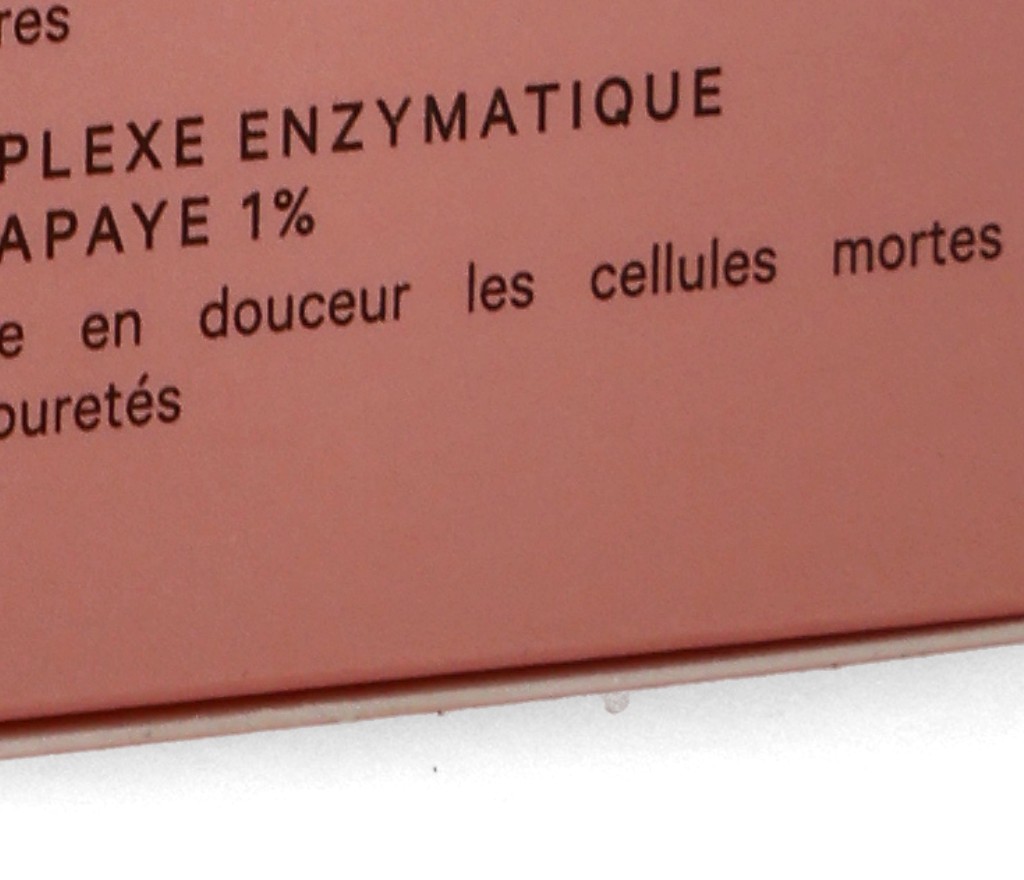 res
PLEXE ENZYMATIQUE
APAYE 1%
e en douceur les cellules mortes
puretés